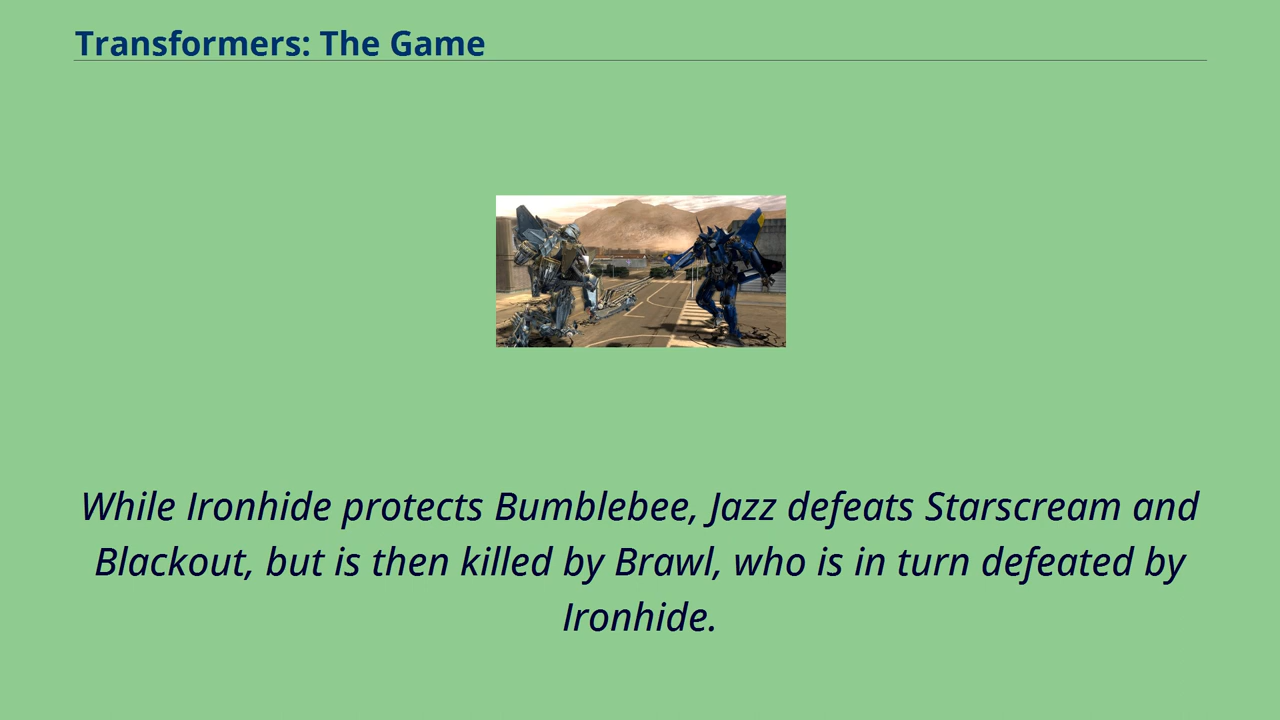 Transformers: The Game
While Ironhide protects Bumblebee, Jazz defeats Starscream and
Blackout, but is then killed by Brawl, who is in turn defeated by
Ironhide.